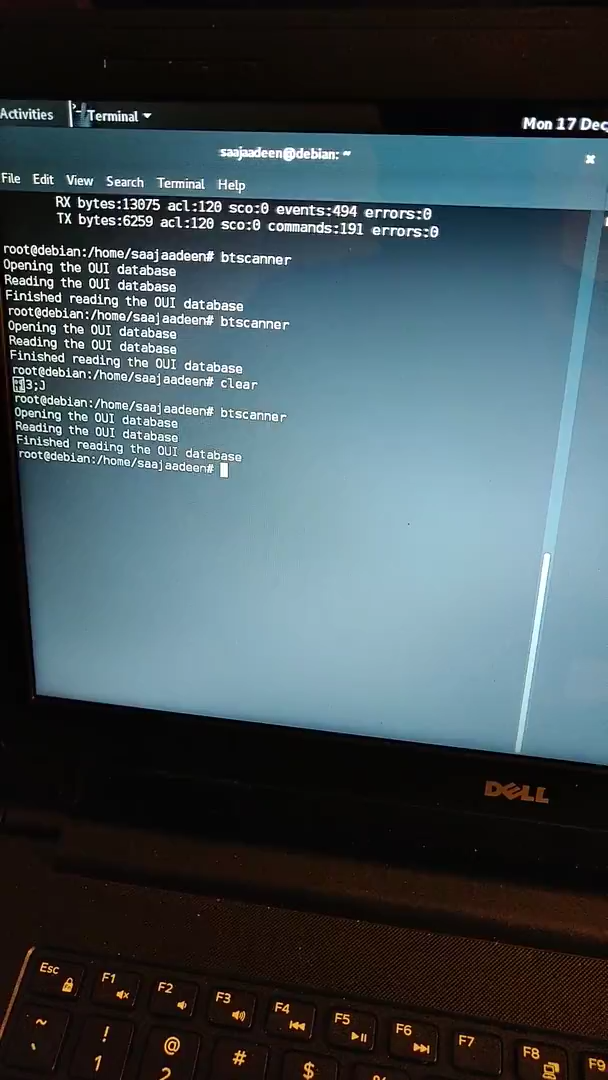 Activities Terminal Mon 17 Dec
saajaadeen@debian: ~
File Edit View Search Terminal Help
RX bytes:13075 acl:120 sco:0 events:494 errors:0
TX bytes:6259 acl:120 sco:0 commands:191 errors:0
root@debian:/home/saajaadeen# btscanner
Opening the OUI database
Reading the OUI database
Finished reading the OUI database
root@debian:/home/saajaadeen# btscanner
Opening the OUI database
Reading the OUI database
Finished reading the OUI database
root@debian:/home/saajaadeen# clear
3;J
root@debian:/home/saajaadeen# btscanner
Opening the OUI database
Reading the OUI database
Finished reading the OUI database
root@debian:/home/saajaadeen#
DELL
Esc F1 F2 F3 F4 F5 F6 F7 F8 F9
~ ! @ # $ %
` 1 2